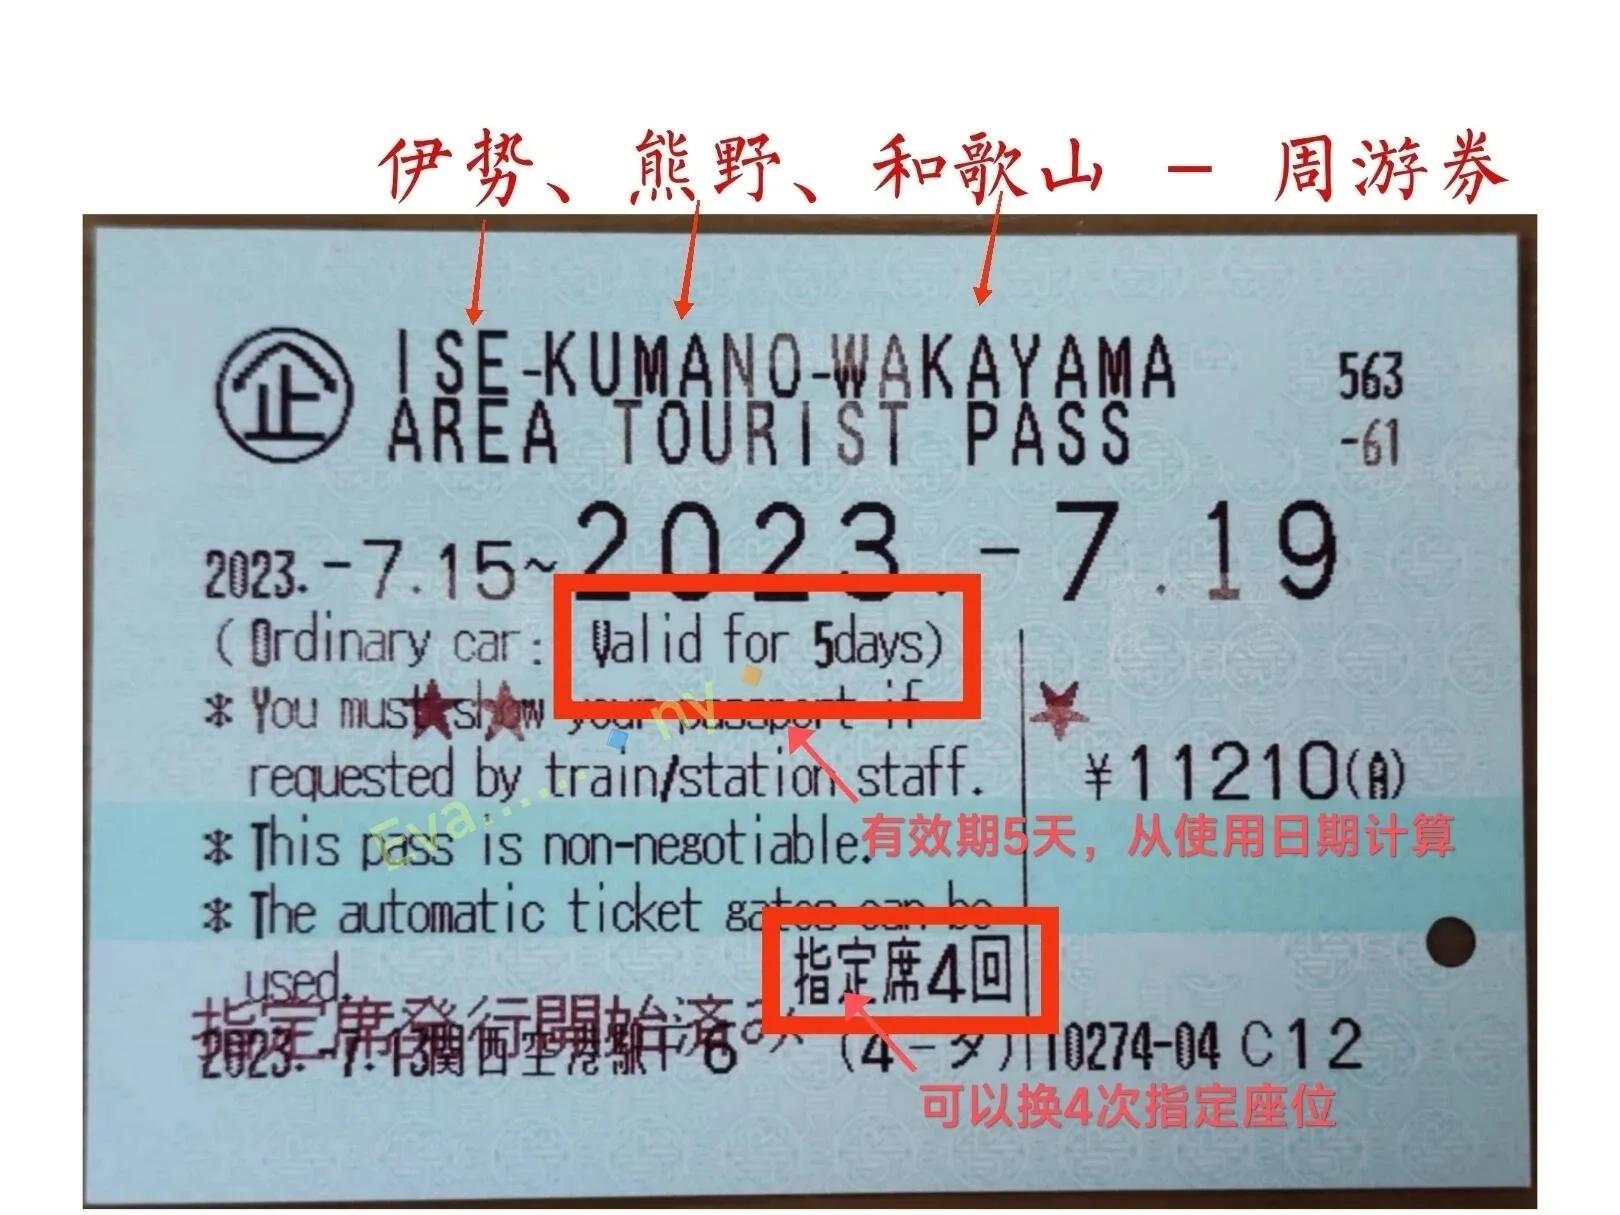 伊势、熊野、和歌山 - 周游券
企 ISE-KUMANO-WAKAYAMA 563
AREA TOURIST PASS -61
2023.-7.15~2023.-7.19
(Ordinary car: Valid for 5days)
* You must show your passport if
requested by train/station staff. ¥11210(A)
有效期5天，从使用日期计算
* This pass is non-negotiable.
* The automatic ticket gates can be
used. 指定席4回
指定席発行開始済み
2023.-7.13関西空港駅 F6 (4-タ) 10274-04 C12
可以换4次指定座位
Eva..... ny